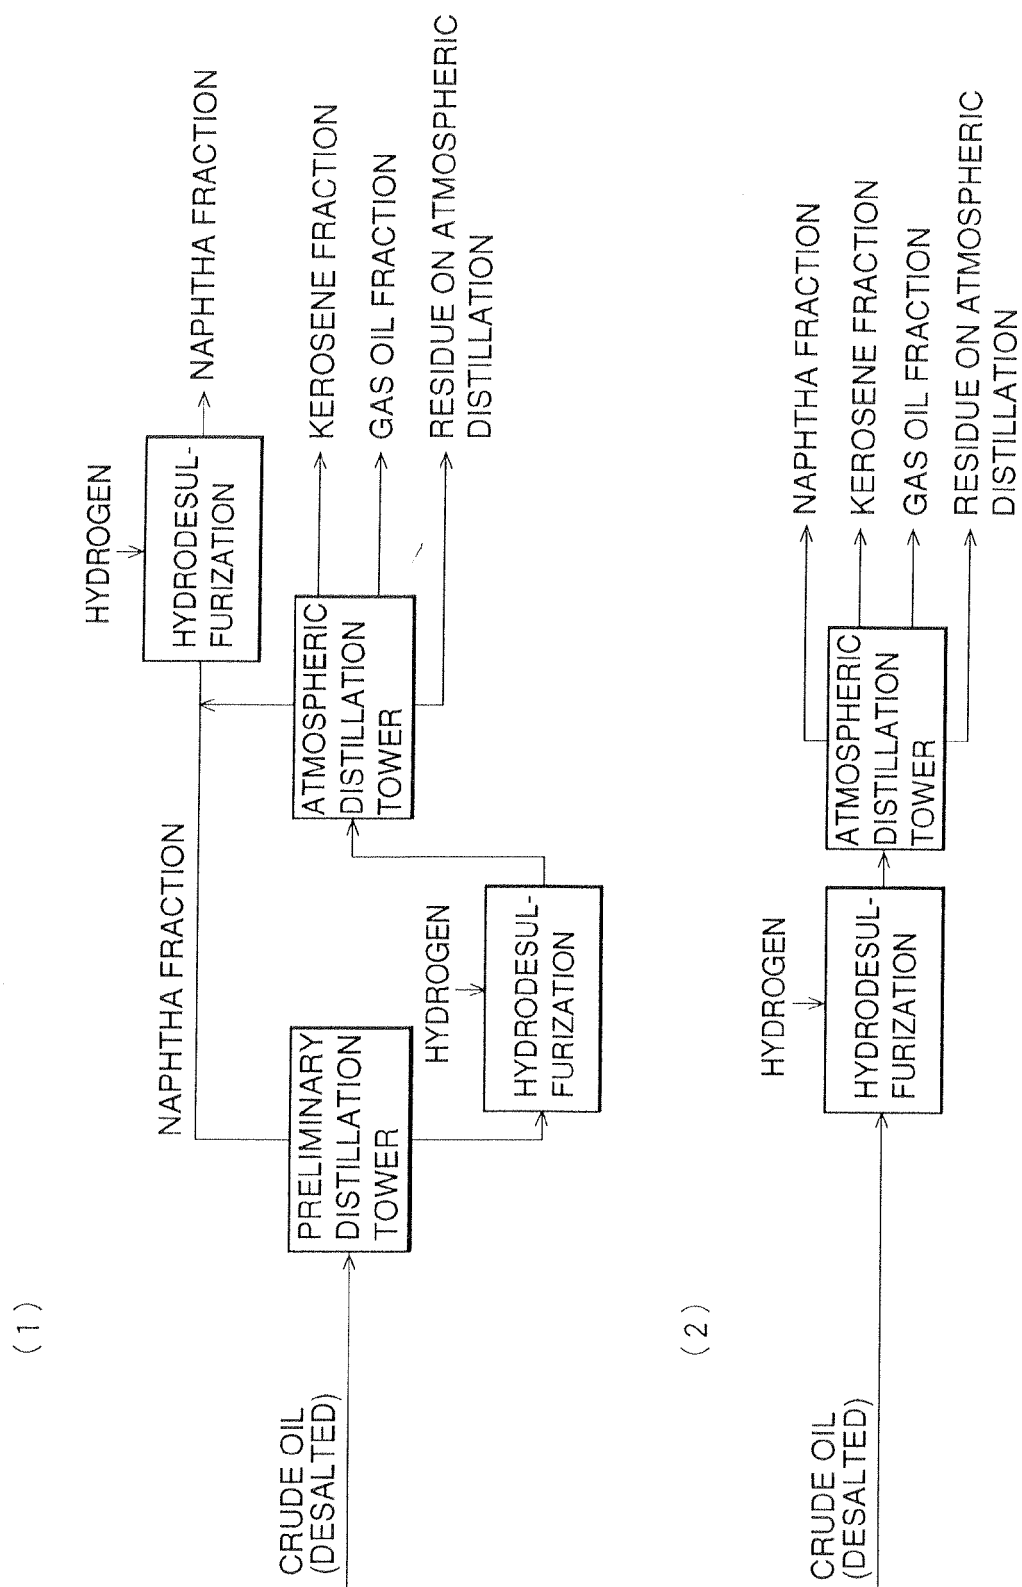 (1)
CRUDE OIL
(DESALTED)
PRELIMINARY
DISTILLATION
TOWER
NAPHTHA FRACTION
HYDROGEN
HYDRODESUL-
FURIZATION
ATMOSPHERIC
DISTILLATION
TOWER
HYDROGEN
HYDRODESUL-
FURIZATION
NAPHTHA FRACTION
KEROSENE FRACTION
GAS OIL FRACTION
RESIDUE ON ATMOSPHERIC
DISTILLATION
(2)
CRUDE OIL
(DESALTED)
HYDROGEN
HYDRODESUL-
FURIZATION
ATMOSPHERIC
DISTILLATION
TOWER
NAPHTHA FRACTION
KEROSENE FRACTION
GAS OIL FRACTION
RESIDUE ON ATMOSPHERIC
DISTILLATION